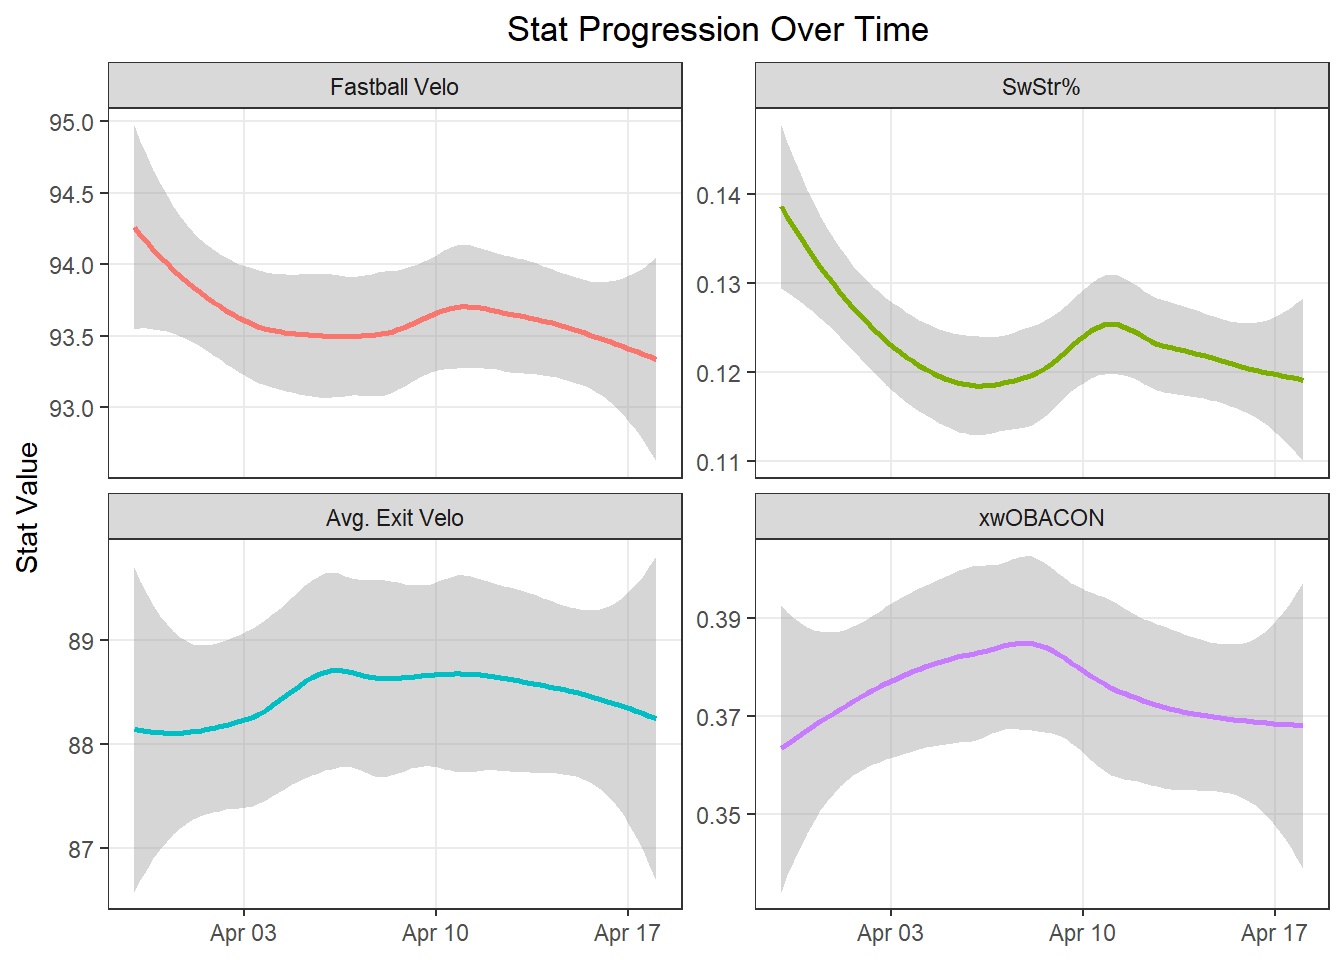 Stat Progression Over Time
Fastball Velo
SwStr%
95.0
94.5
94.0
93.5
93.0
0.14
0.13
0.12
0.11
Stat Value
Avg. Exit Velo
xwOBACON
89
88
87
0.39
0.37
0.35
Apr 03
Apr 10
Apr 17
Apr 03
Apr 10
Apr 17